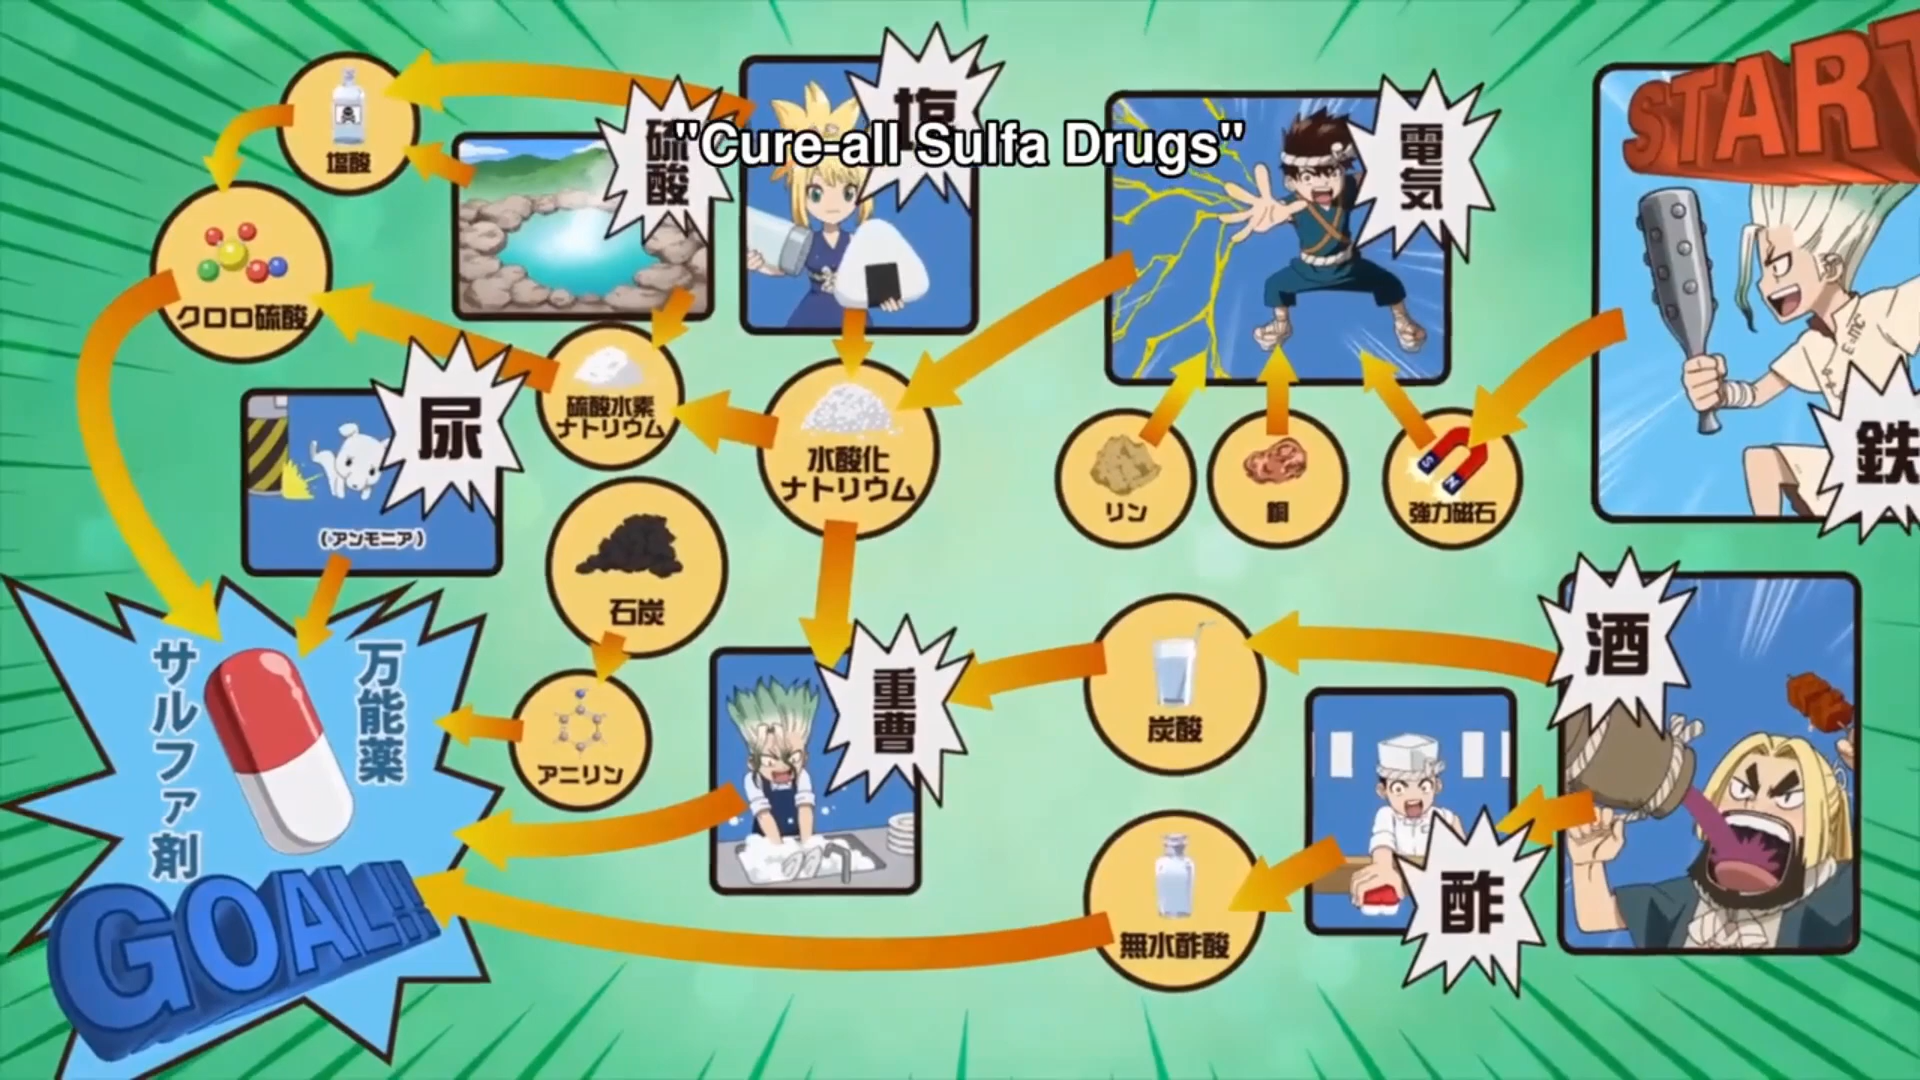 START
鉄
"Cure-all Sulfa Drugs"
電気
塩
硫酸
塩酸
クロロ硫酸
硫酸水素
ナトリウム
水酸化
ナトリウム
リン
銅
強力磁石
S
N
E=mc²
尿
(アンモニア)
石炭
アニリン
重曹
炭酸
酒
酢
無水酢酸
万能薬
サルファ剤
GOAL!!